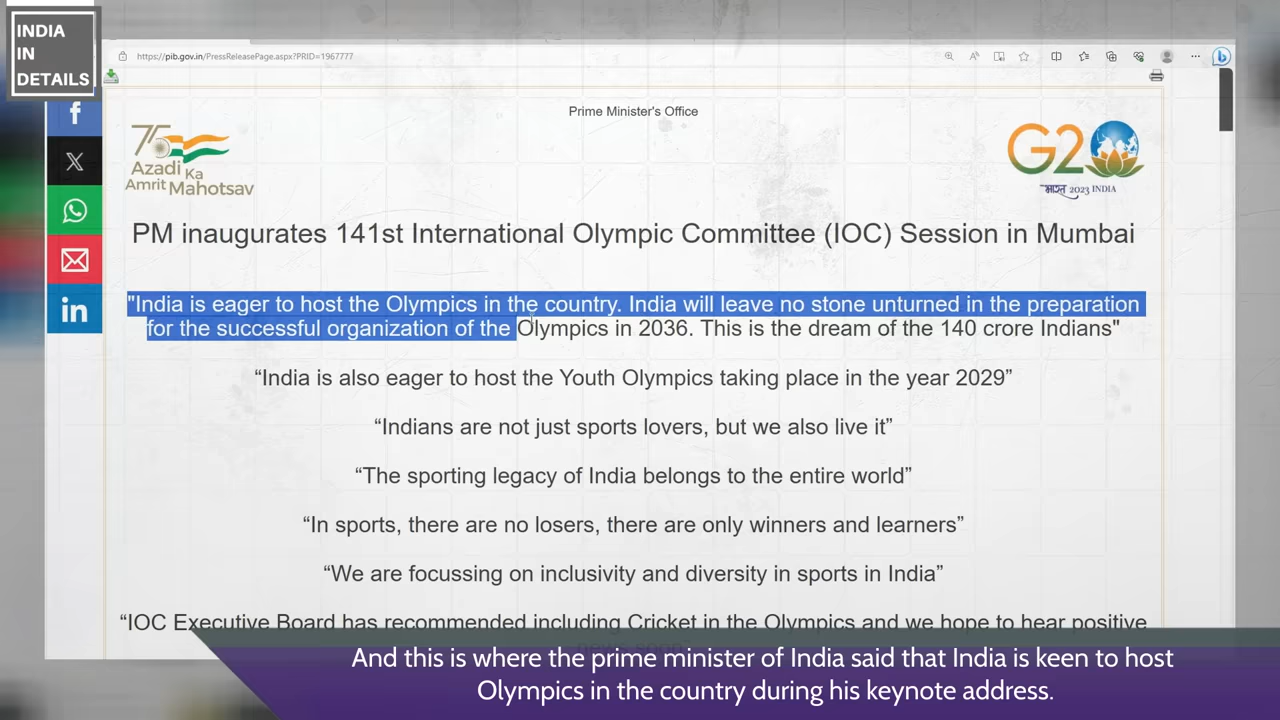 INDIA
IN
DETAILS
https://pib.gov.in/PressReleasePage.aspx?PRID=1967777
Prime Minister's Office
75
Azadi Ka
Amrit Mahotsav
G20
भारत 2023 INDIA
PM inaugurates 141st International Olympic Committee (IOC) Session in Mumbai
"India is eager to host the Olympics in the country. India will leave no stone unturned in the preparation
for the successful organization of the Olympics in 2036. This is the dream of the 140 crore Indians"
“India is also eager to host the Youth Olympics taking place in the year 2029”
“Indians are not just sports lovers, but we also live it”
“The sporting legacy of India belongs to the entire world”
“In sports, there are no losers, there are only winners and learners”
“We are focussing on inclusivity and diversity in sports in India”
“IOC Executive Board has recommended including Cricket in the Olympics and we hope to hear positive
And this is where the prime minister of India said that India is keen to host
Olympics in the country during his keynote address.